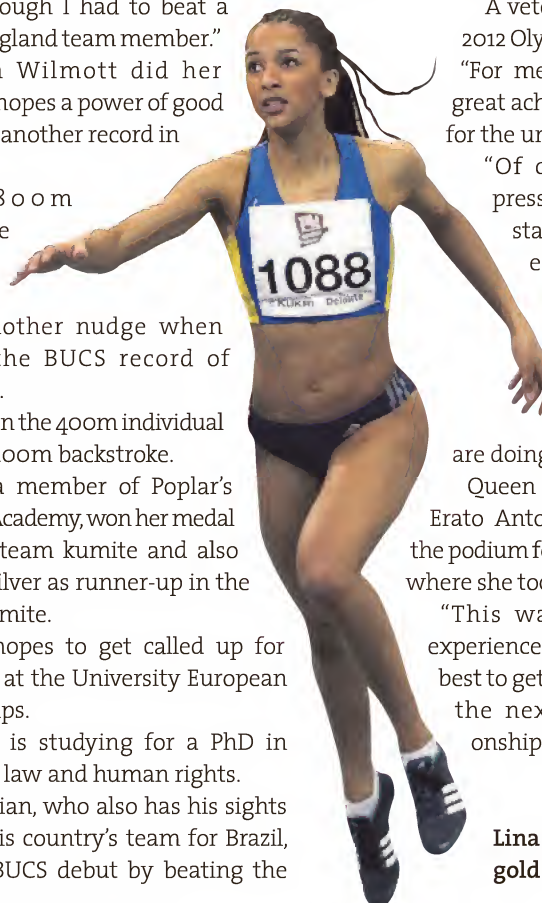 ough I had to beat a
gland team member.”
n Wilmott did her
hopes a power of good
another record in
800m
e
nother nudge when
the BUCS record of
.
n the 400m individual
00m backstroke.
a member of Poplar’s
Academy, won her medal
team kumite and also
ilver as runner-up in the
mite.
hopes to get called up for
at the University European
ips.
is studying for a PhD in
law and human rights.
ian, who also has his sights
is country’s team for Brazil,
BUCS debut by beating the
1088
Deloitte
A vete
2012 Oly
“For me
great ach
for the un
“Of c
press
sta
e
are doing
Queen
Erato Anto
the podium fo
where she too
“This wa
experience
best to get
the nex
onship
Lina
gold